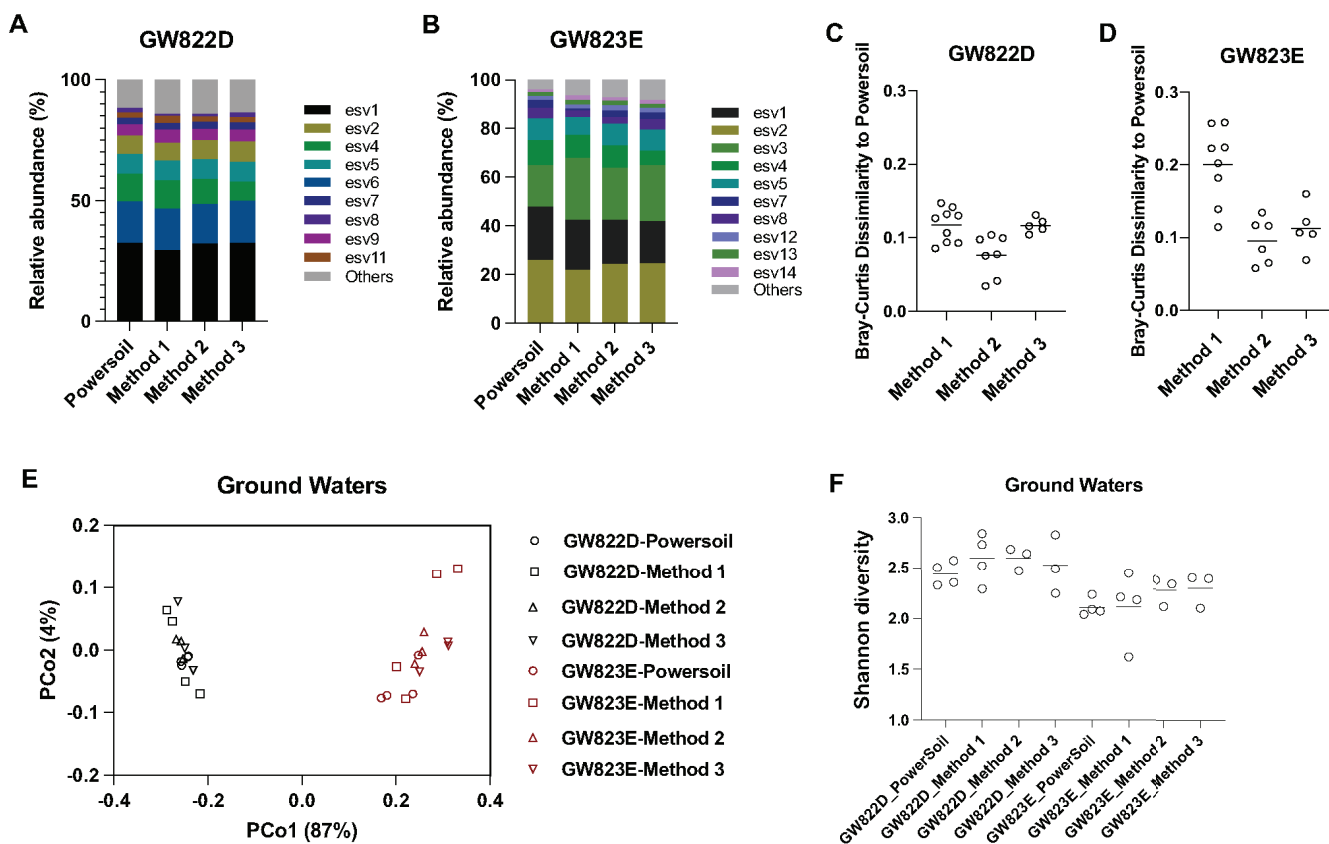 A
GW822D
Relative abundance (%)
100
50
0
Powersoil
Method 1
Method 2
Method 3
esv1
esv2
esv4
esv5
esv6
esv7
esv8
esv9
esv11
Others
B
GW823E
Relative abundance (%)
100
80
60
40
20
0
Powersoil
Method 1
Method 2
Method 3
esv1
esv2
esv3
esv4
esv5
esv7
esv8
esv12
esv13
esv14
Others
C
GW822D
Bray-Curtis Dissimilarity to Powersoil
0.3
0.2
0.1
0.0
Method 1
Method 2
Method 3
D
GW823E
Bray-Curtis Dissimilarity to Powersoil
0.3
0.2
0.1
0.0
Method 1
Method 2
Method 3
E
Ground Waters
PCo2 (4%)
0.2
0.1
0.0
-0.1
-0.2
-0.4
-0.2
0.0
0.2
0.4
PCo1 (87%)
GW822D-Powersoil
GW822D-Method 1
GW822D-Method 2
GW822D-Method 3
GW823E-Powersoil
GW823E-Method 1
GW823E-Method 2
GW823E-Method 3
F
Ground Waters
Shannon diversity
3.0
2.5
2.0
1.5
1.0
GW822D_PowerSoil
GW822D_Method 1
GW822D_Method 2
GW822D_Method 3
GW823E_PowerSoil
GW823E_Method 1
GW823E_Method 2
GW823E_Method 3